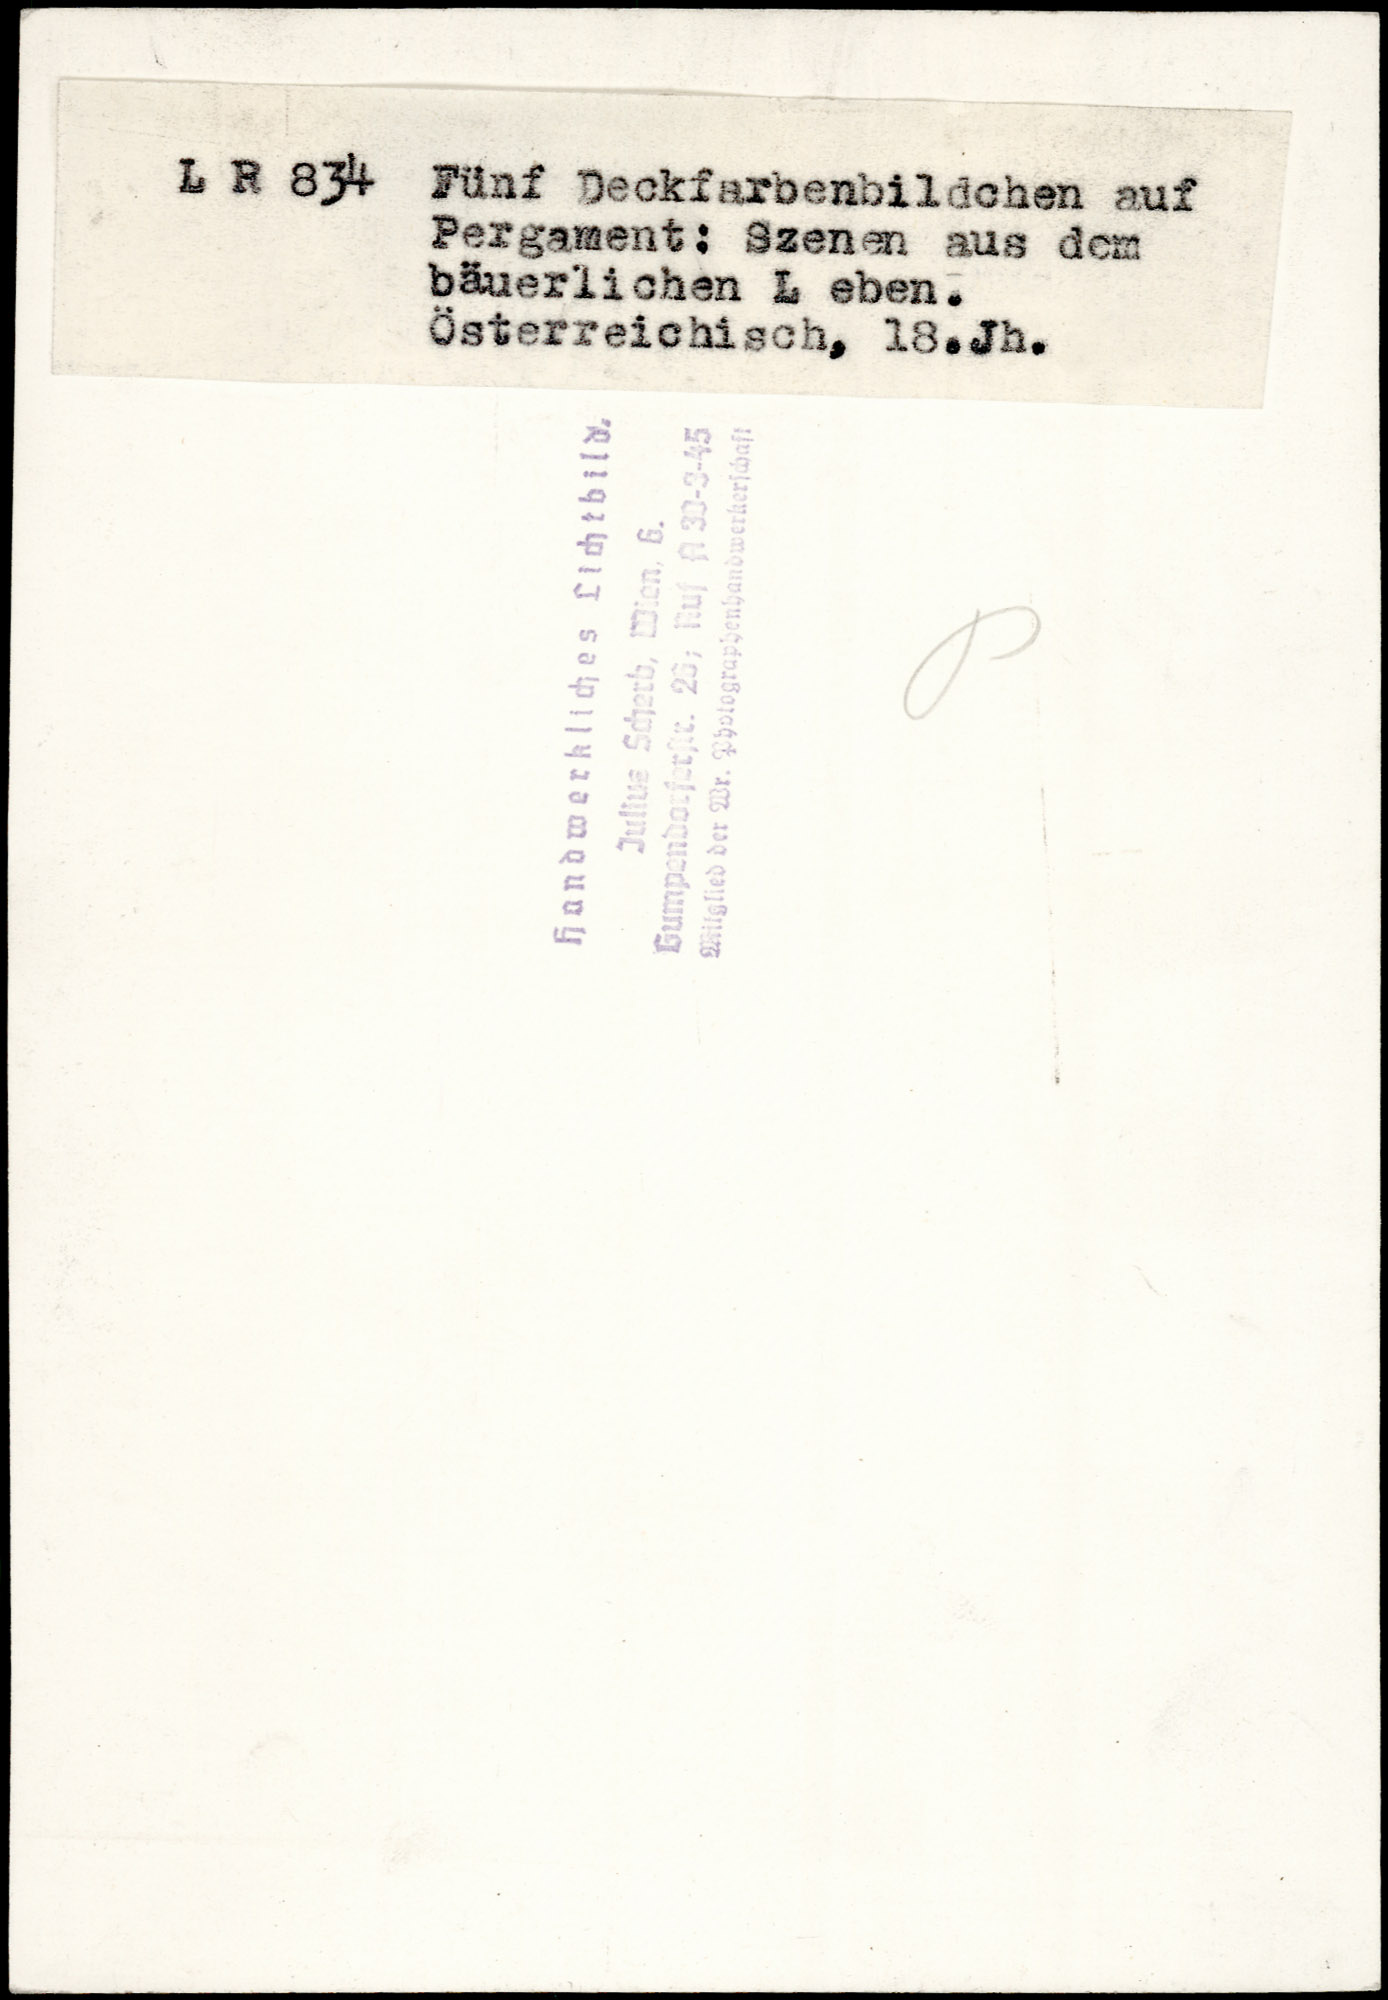 L R 834 Fünf Deckfarbenbildchen auf
Pergament: Szenen aus dem
bäuerlichen L eben.
Österreichisch, 18.Jh.
Handwerkliches Lichtbild.
Julius Scherb, Wien, 6.
Gumpendorferstr. 26; Ruf A 30-3-45
Mitglied der Wr. Photographenhandwerkerschaft